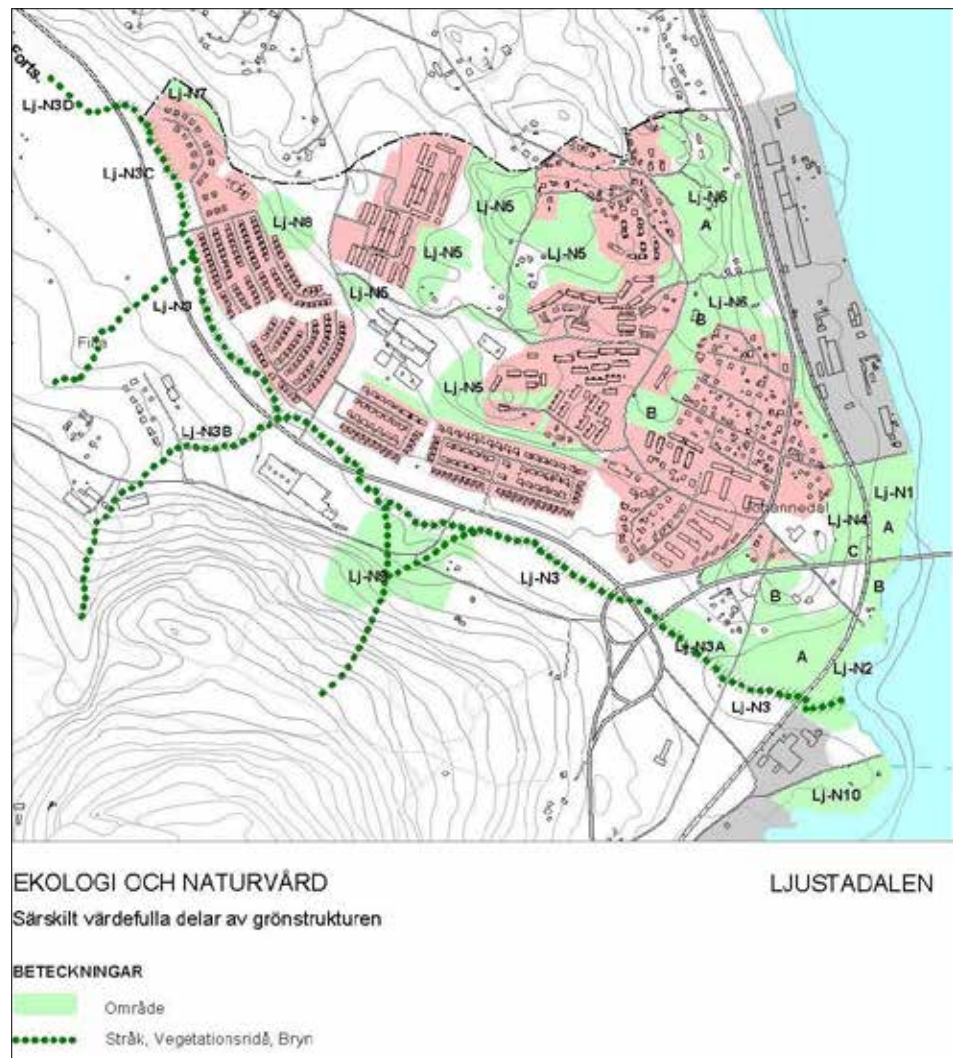 Forts.
Lj-N3D
Lj-N7
Lj-N3C
Lj-N8
Lj-N5
Lj-N6
A
Lj-N5
Lj-N5
Lj-N5
Lj-N3
Lj-N6
B
Lj-N5
B
Lj-N3B
Lj-N1
Johannedal
Lj-N4
A
C
Lj-N3
B
B
Lj-N3A
A
Lj-N2
Lj-N3
Lj-N10
EKOLOGI OCH NATURVÅRD
LJUSTADALEN
Särskilt värdefulla delar av grönstrukturen
BETECKNINGAR
Område
Stråk, Vegetationsridå, Bryn